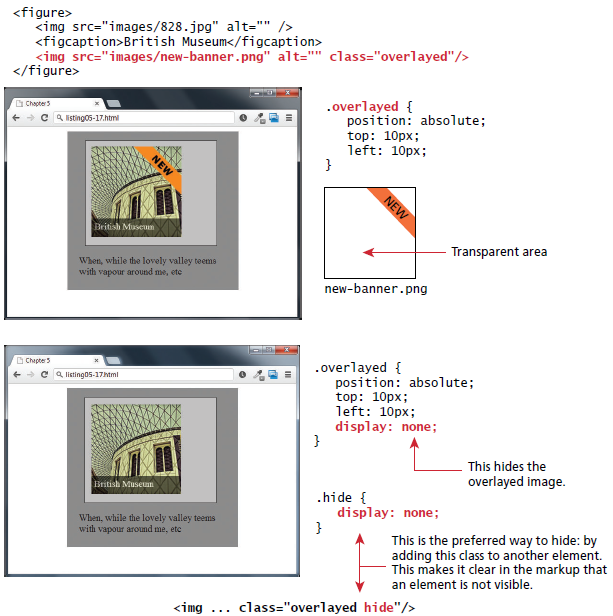 <figure>
<img src="images/828.jpg" alt="" />
<figcaption>British Museum</figcaption>
<img src="images/new-banner.png" alt="" class="overlayed"/>
</figure>
Chapter5
listing05-17.html
NEW
British Museum
When, while the lovely valley teems
with vapour around me, etc
.overlayed {
position: absolute;
top: 10px;
left: 10px;
}
NEW
Transparent area
new-banner.png
Chapter5
listing05-17.html
British Museum
When, while the lovely valley teems
with vapour around me, etc
.overlayed {
position: absolute;
top: 10px;
left: 10px;
display: none;
}
This hides the
overlayed image.
.hide {
display: none;
}
This is the preferred way to hide: by
adding this class to another element.
This makes it clear in the markup that
an element is not visible.
<img ... class="overlayed hide"/>